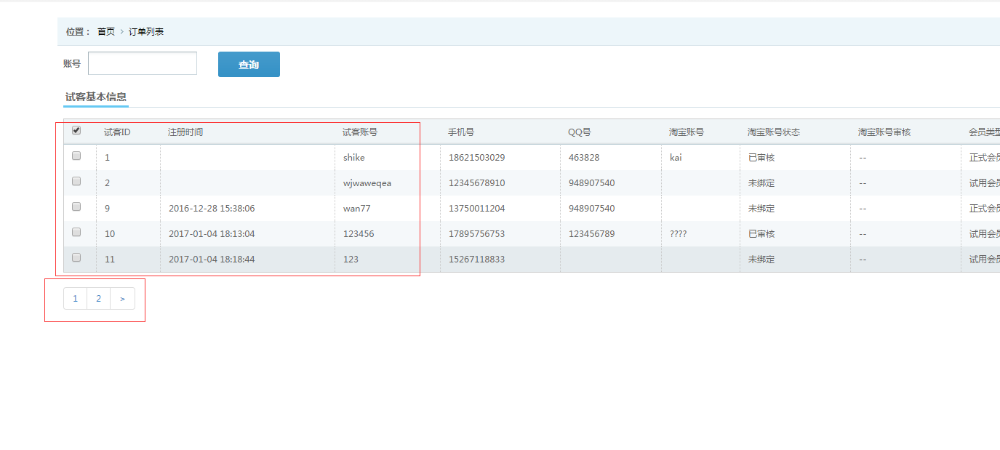 位置： 首页 > 订单列表
账号 查询
试客基本信息
试客ID 注册时间 试客账号 手机号 QQ号 淘宝账号 淘宝账号状态 淘宝账号审核 会员类型
1 shike 18621503029 463828 kai 已审核 -- 正式会员
2 wjwaweqea 12345678910 948907540 未绑定 -- 试用会员
9 2016-12-28 15:38:06 wan77 13750011204 948907540 未绑定 -- 正式会员
10 2017-01-04 18:13:04 123456 17895756753 123456789 ???? 已审核 -- 试用会员
11 2017-01-04 18:18:44 123 15267118833 未绑定 -- 试用会员
1 2 >